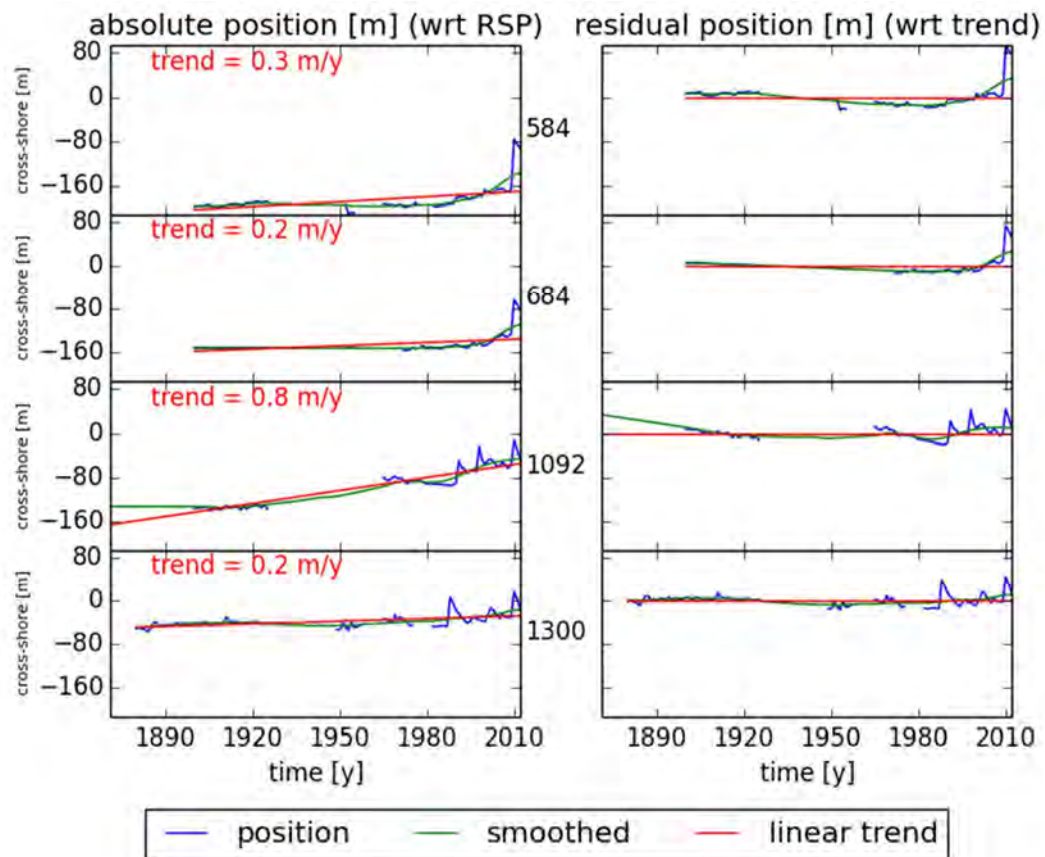 absolute position [m] (wrt RSP) residual position [m] (wrt trend)
80
0
−80
−160
cross-shore [m]
trend = 0.3 m/y
584
80
0
−80
−160
cross-shore [m]
trend = 0.2 m/y
684
80
0
−80
−160
cross-shore [m]
trend = 0.8 m/y
1092
80
0
−80
−160
cross-shore [m]
trend = 0.2 m/y
1300
1890 1920 1950 1980 2010 1890 1920 1950 1980 2010
time [y] time [y]
position smoothed linear trend